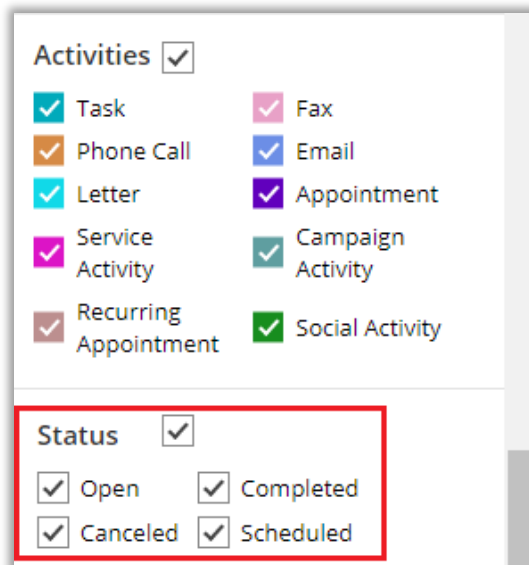 Activities
Task Fax
Phone Call Email
Letter Appointment
Service Campaign
Activity Activity
Recurring
Appointment
Social Activity
Status
Open Completed
Canceled Scheduled